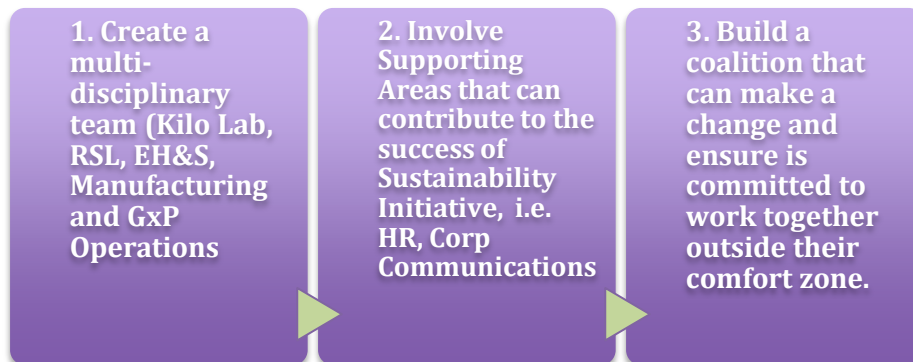 1. Create a
multi-
disciplinary
team (Kilo Lab,
RSL, EH&S,
Manufacturing
and GxP
Operations
2. Involve
Supporting
Areas that can
contribute to the
success of
Sustainability
Initiative, i.e.
HR, Corp
Communications
3. Build a
coalition that
can make a
change and
ensure is
committed to
work together
outside their
comfort zone.